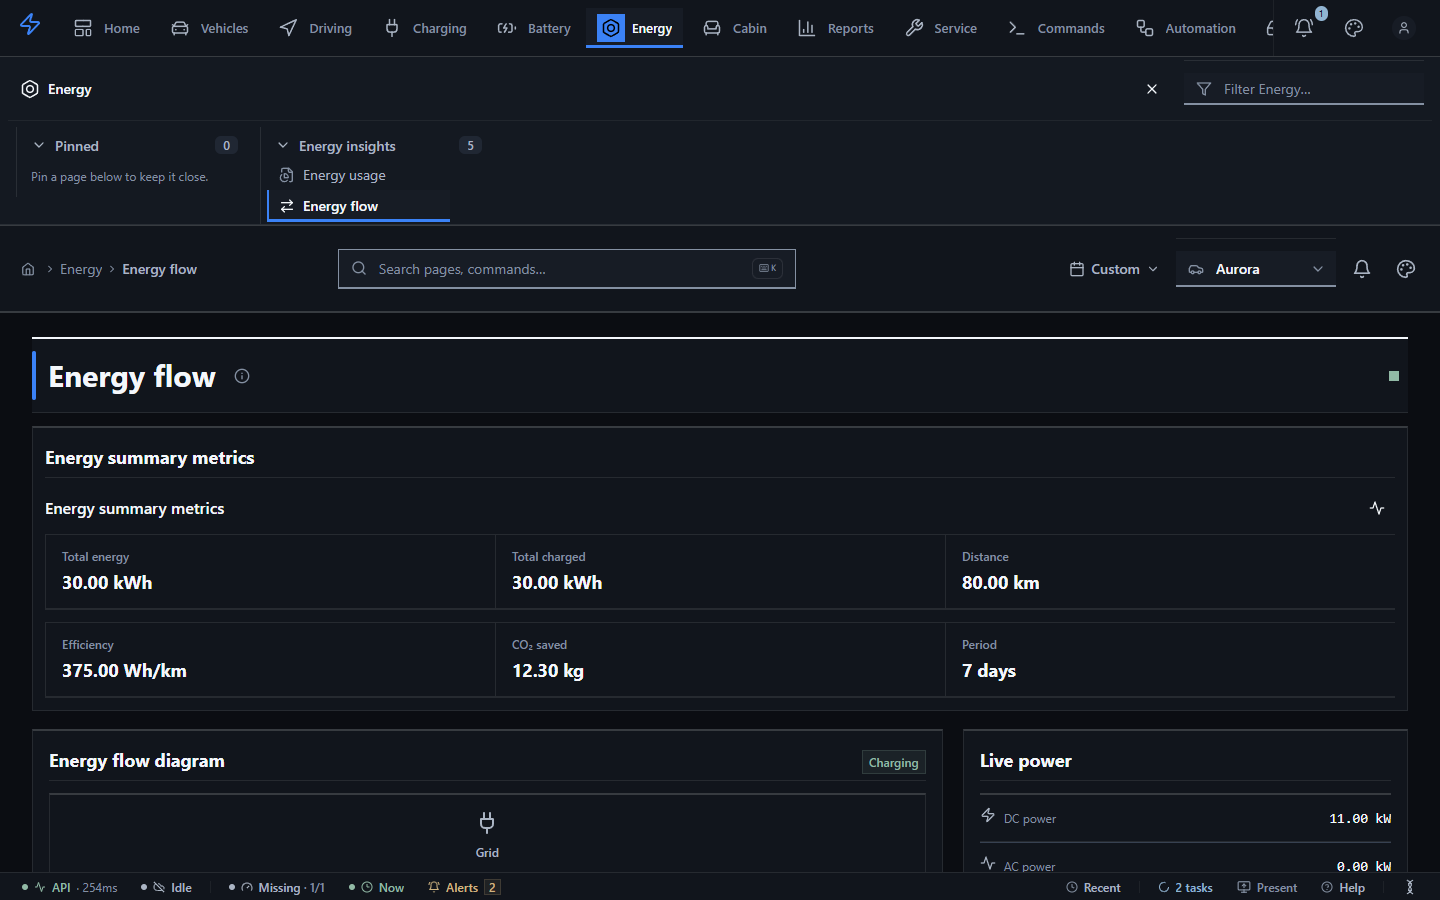 Home
Vehicles
Driving
Charging
Battery
Energy
Cabin
Reports
Service
Commands
Automation
1
Energy
Filter Energy...
Pinned
0
Energy insights
5
Pin a page below to keep it close.
Energy usage
Energy flow
Energy
Energy flow
Search pages, commands...
K
Custom
Aurora
Energy flow
Energy summary metrics
Energy summary metrics
Total energy
30.00 kWh
Total charged
30.00 kWh
Distance
80.00 km
Efficiency
375.00 Wh/km
CO₂ saved
12.30 kg
Period
7 days
Energy flow diagram
Charging
Grid
Live power
DC power
11.00 kW
AC power
0.00 kW
API · 254ms
Idle
Missing · 1/1
Now
Alerts 2
Recent
2 tasks
Present
Help